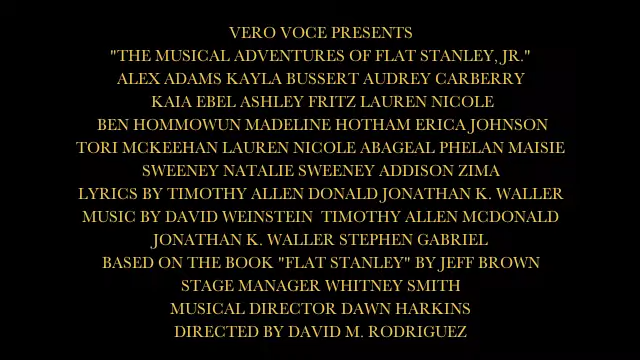 VERO VOCE PRESENTS
"THE MUSICAL ADVENTURES OF FLAT STANLEY, JR."
ALEX ADAMS KAYLA BUSSERT AUDREY CARBERRY
KAIA EBEL ASHLEY FRITZ LAUREN NICOLE
BEN HOMMOWUN MADELINE HOTHAM ERICA JOHNSON
TORI MCKEEHAN LAUREN NICOLE ABAGEAL PHELAN MAISIE
SWEENEY NATALIE SWEENEY ADDISON ZIMA
LYRICS BY TIMOTHY ALLEN DONALD JONATHAN K. WALLER
MUSIC BY DAVID WEINSTEIN  TIMOTHY ALLEN MCDONALD
JONATHAN K. WALLER STEPHEN GABRIEL
BASED ON THE BOOK "FLAT STANLEY" BY JEFF BROWN
STAGE MANAGER WHITNEY SMITH
MUSICAL DIRECTOR DAWN HARKINS
DIRECTED BY DAVID M. RODRIGUEZ